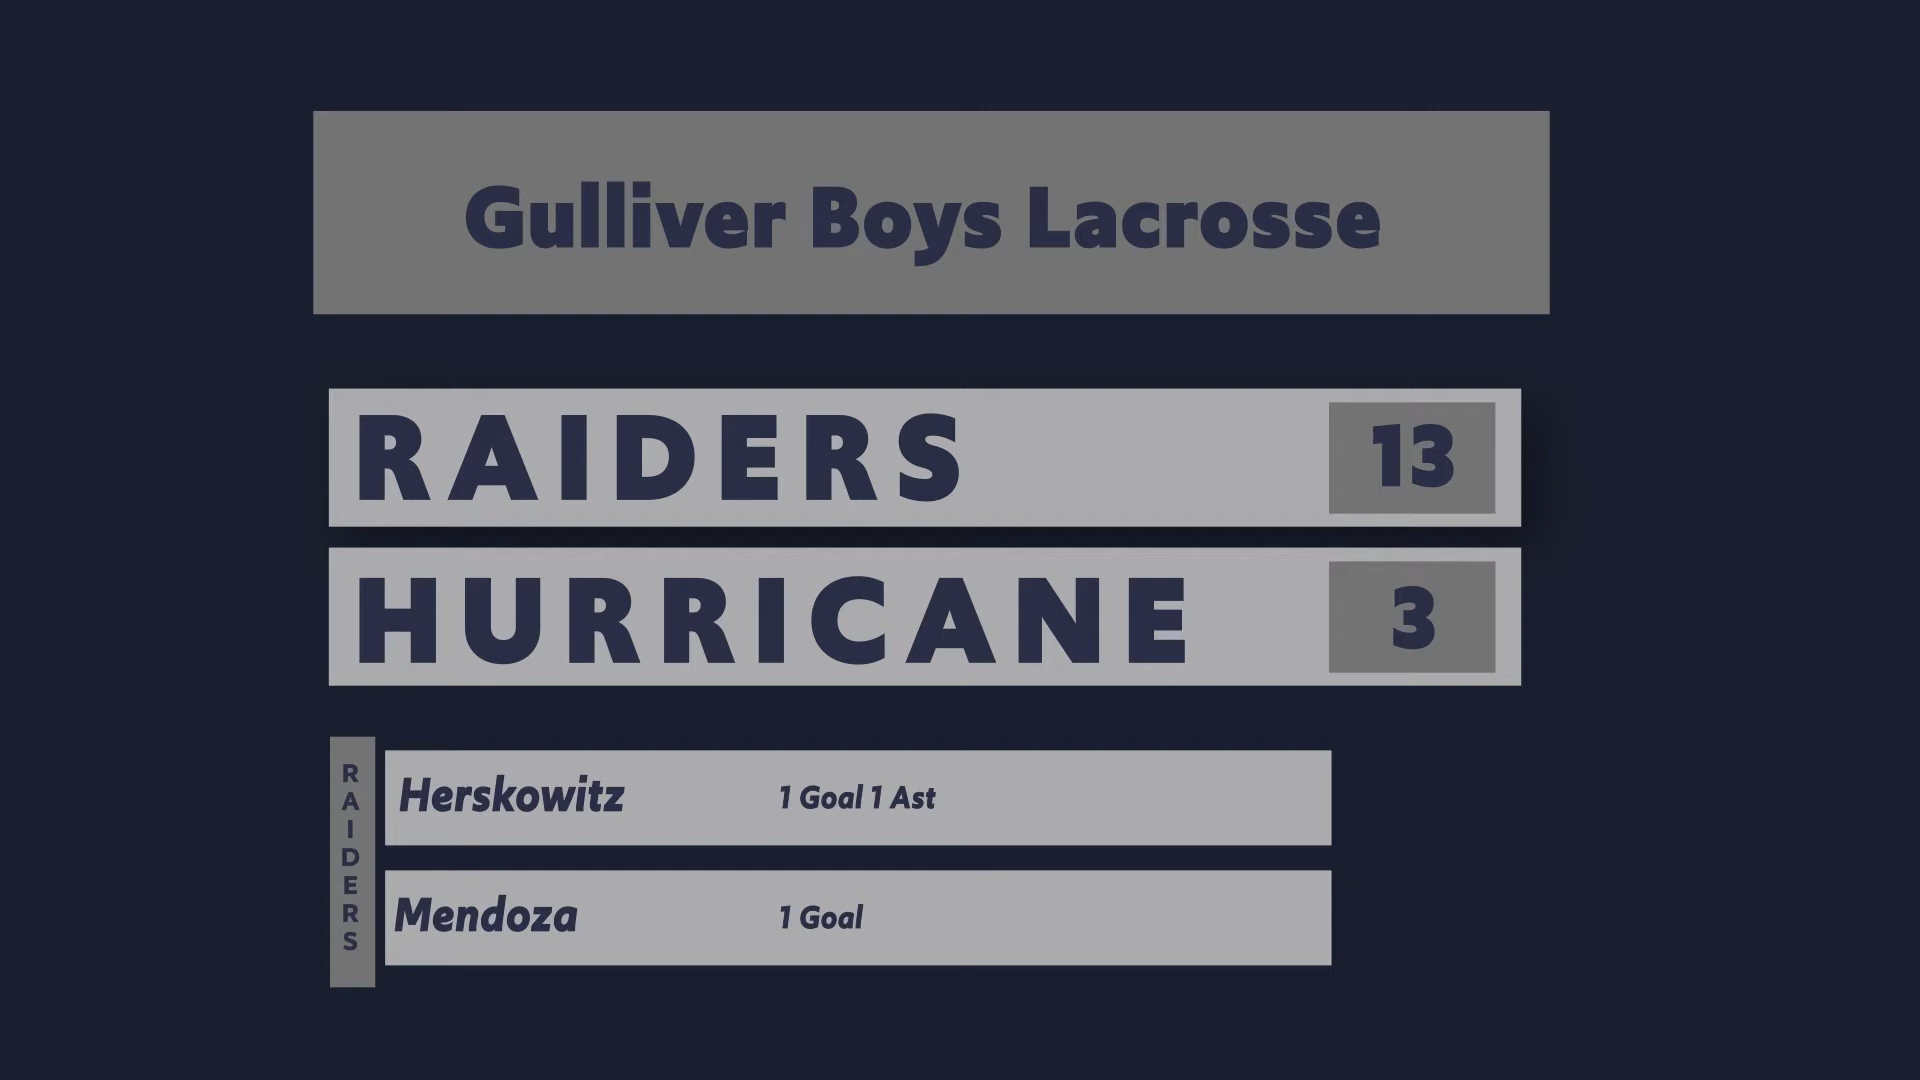 Gulliver Boys Lacrosse
RAIDERS 13
HURRICANE 3
RAIDERS
Herskowitz 1 Goal 1 Ast
Mendoza 1 Goal